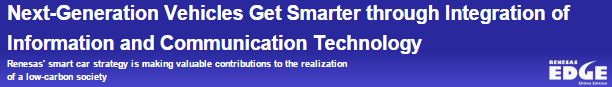 Next-Generation Vehicles Get Smarter through Integration of
Information and Communication Technology
Renesas' smart car strategy is making valuable contributions to the realization
of a low-carbon society
RENESAS
EDGE
Online Edition